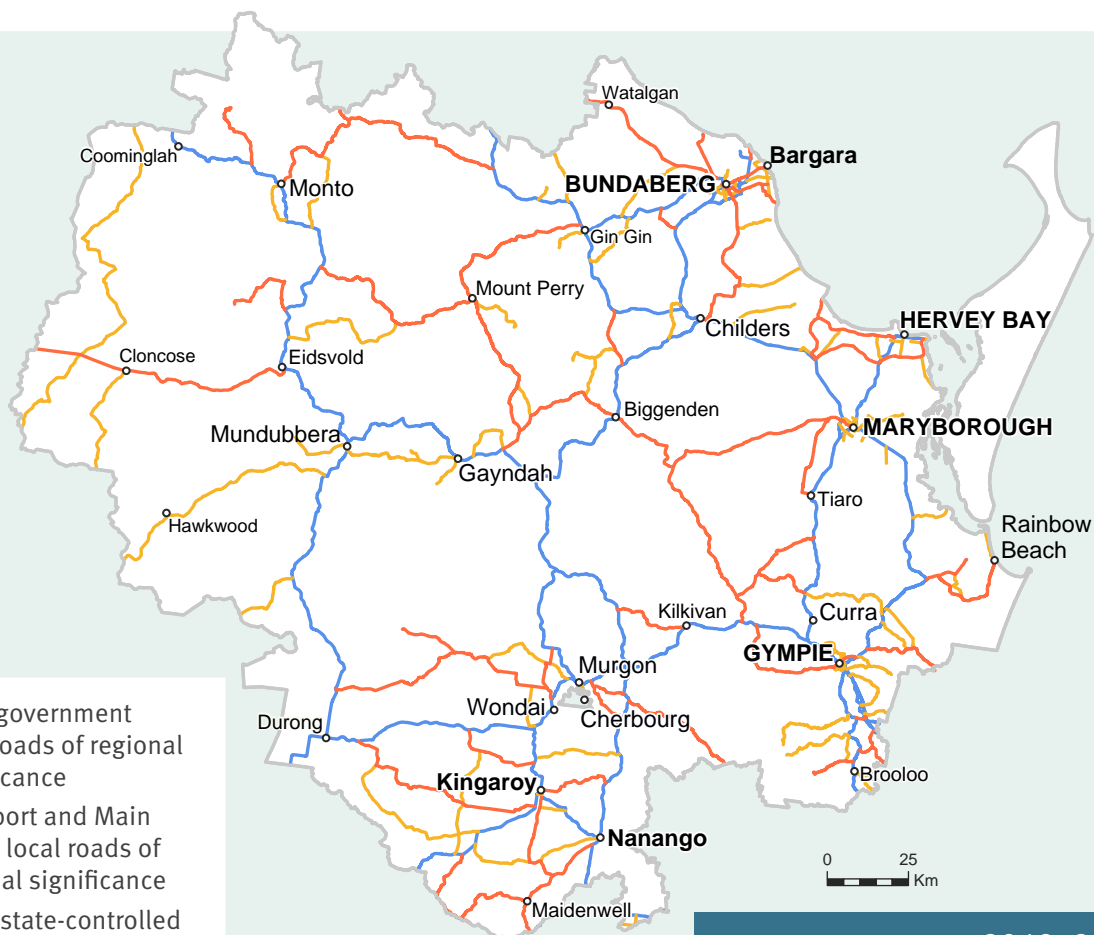 Watalgan
Coominglah
Bargara
BUNDABERG
Monto
Gin Gin
Mount Perry
Childers
HERVEY BAY
Cloncose
Eidsvold
Biggenden
Mundubbera
MARYBOROUGH
Gayndah
Tiaro
Hawkwood
Rainbow
Beach
Kilkivan
Curra
GYMPIE
Murgon
Wondai
Cherbourg
Durong
Brooloo
Kingaroy
Nanango
Maidenwell
0 25
Km
government
roads of regional
port and Main
local roads of
al significance
state-controlled